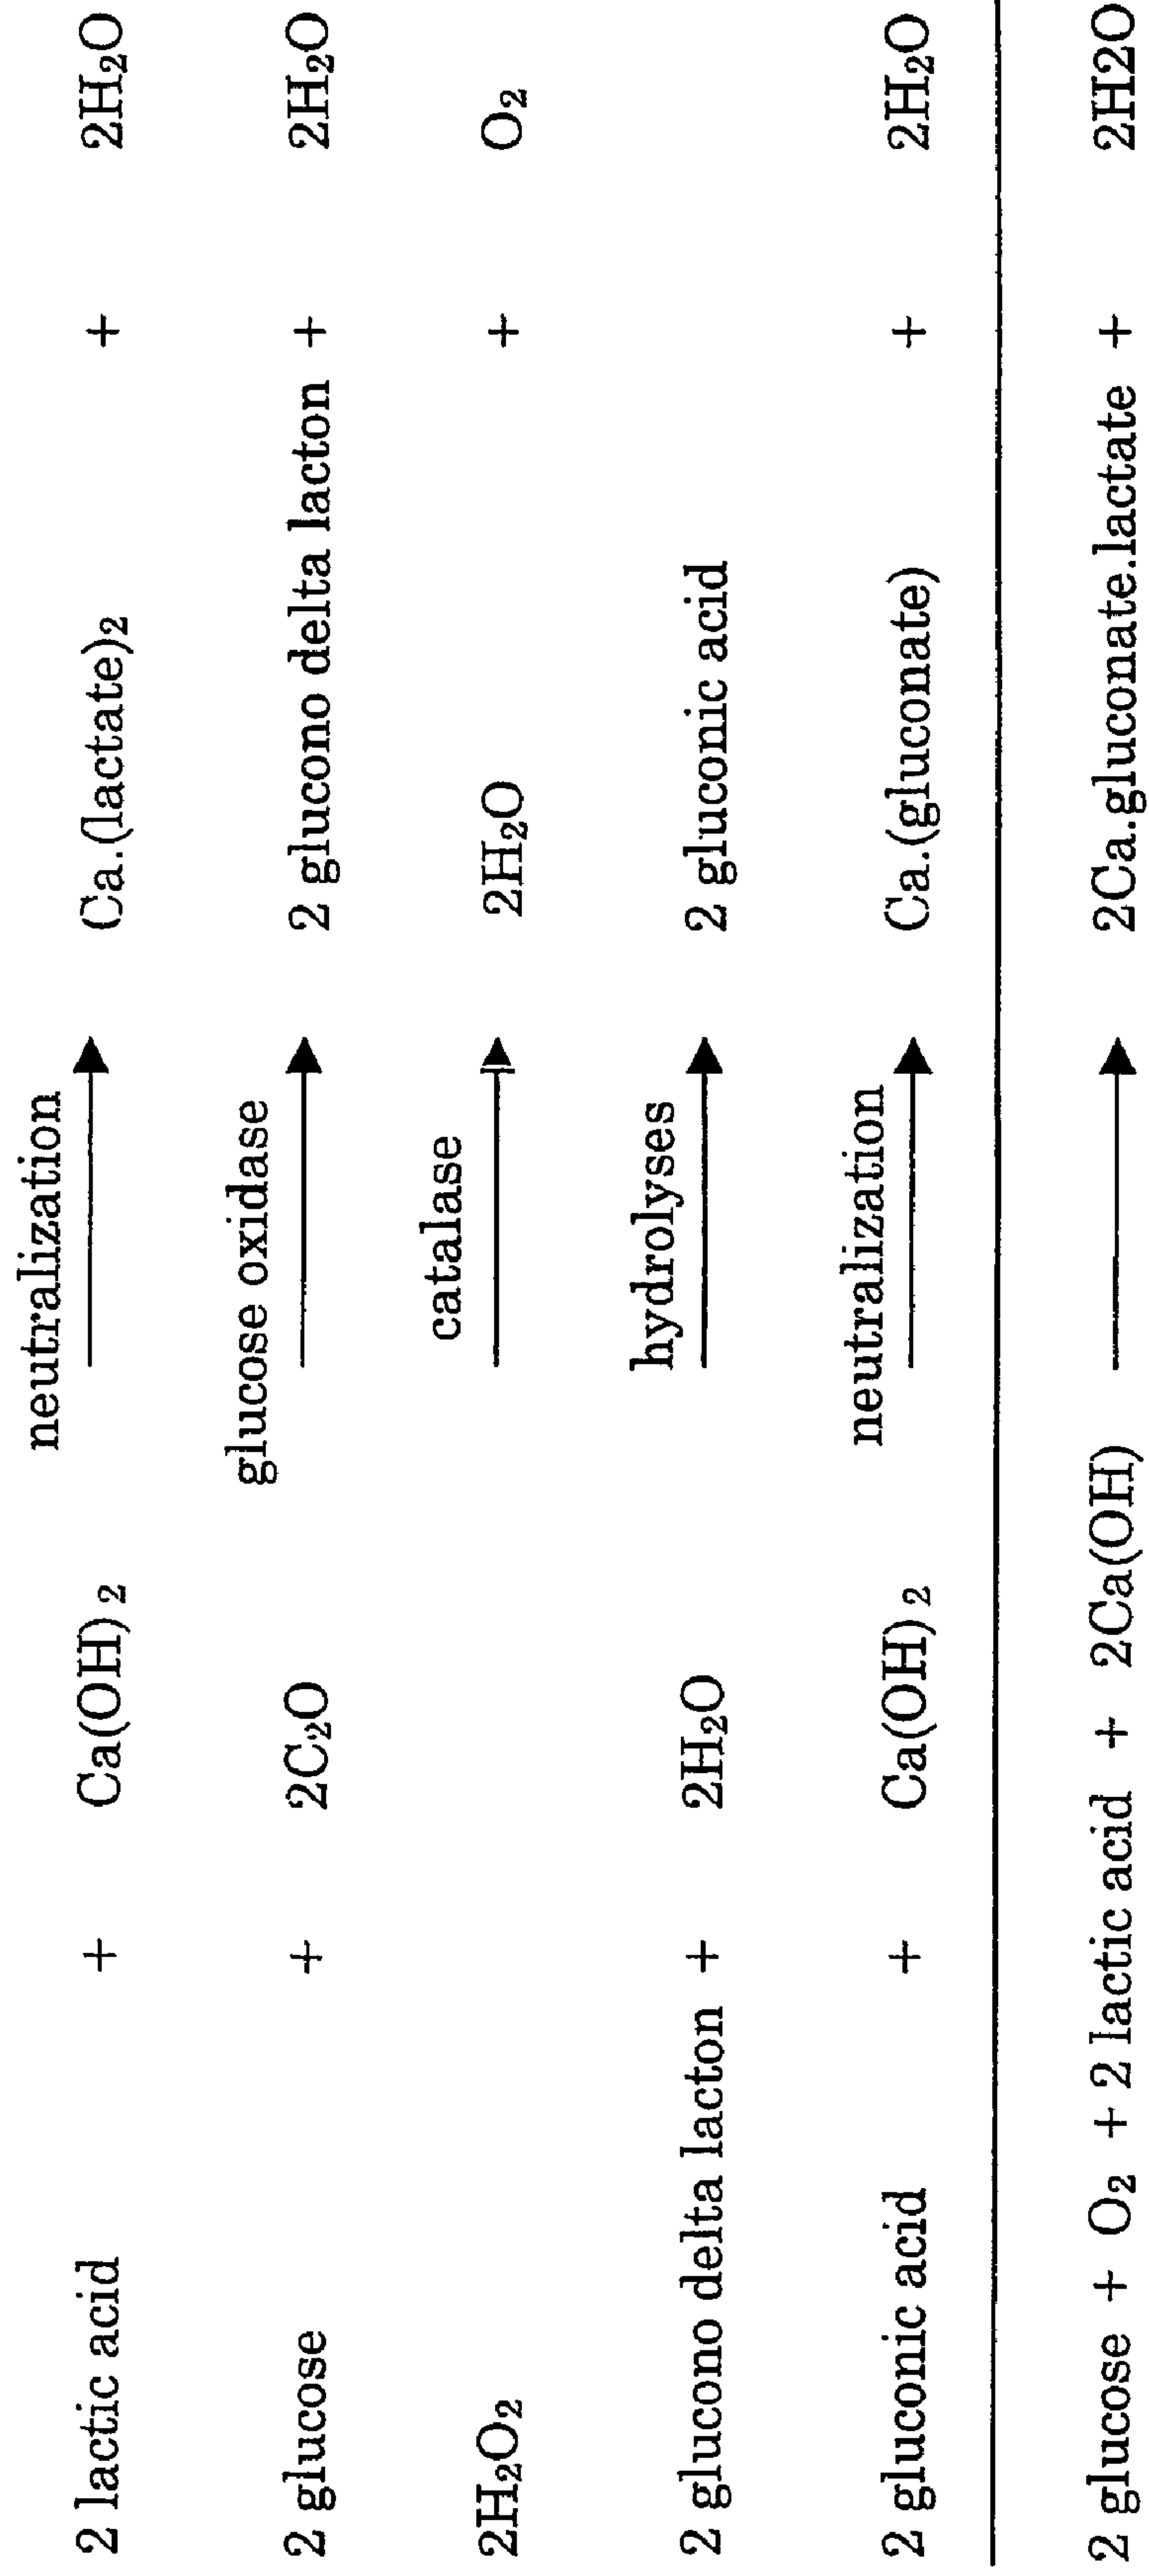 neutralization
2 lactic acid + Ca(OH)₂ → Ca.(lactate)₂ + 2H₂O
glucose oxidase
2 glucose + 2C₂O → 2 glucono delta lacton + 2H₂O
catalase
2H₂O₂ → 2H₂O + O₂
hydrolyses
2 glucono delta lacton + 2H₂O → 2 gluconic acid
neutralization
2 gluconic acid + Ca(OH)₂ → Ca.(gluconate) + 2H₂O
2 glucose + O₂ + 2 lactic acid + 2Ca(OH) → 2Ca.gluconate.lactate + 2H2O